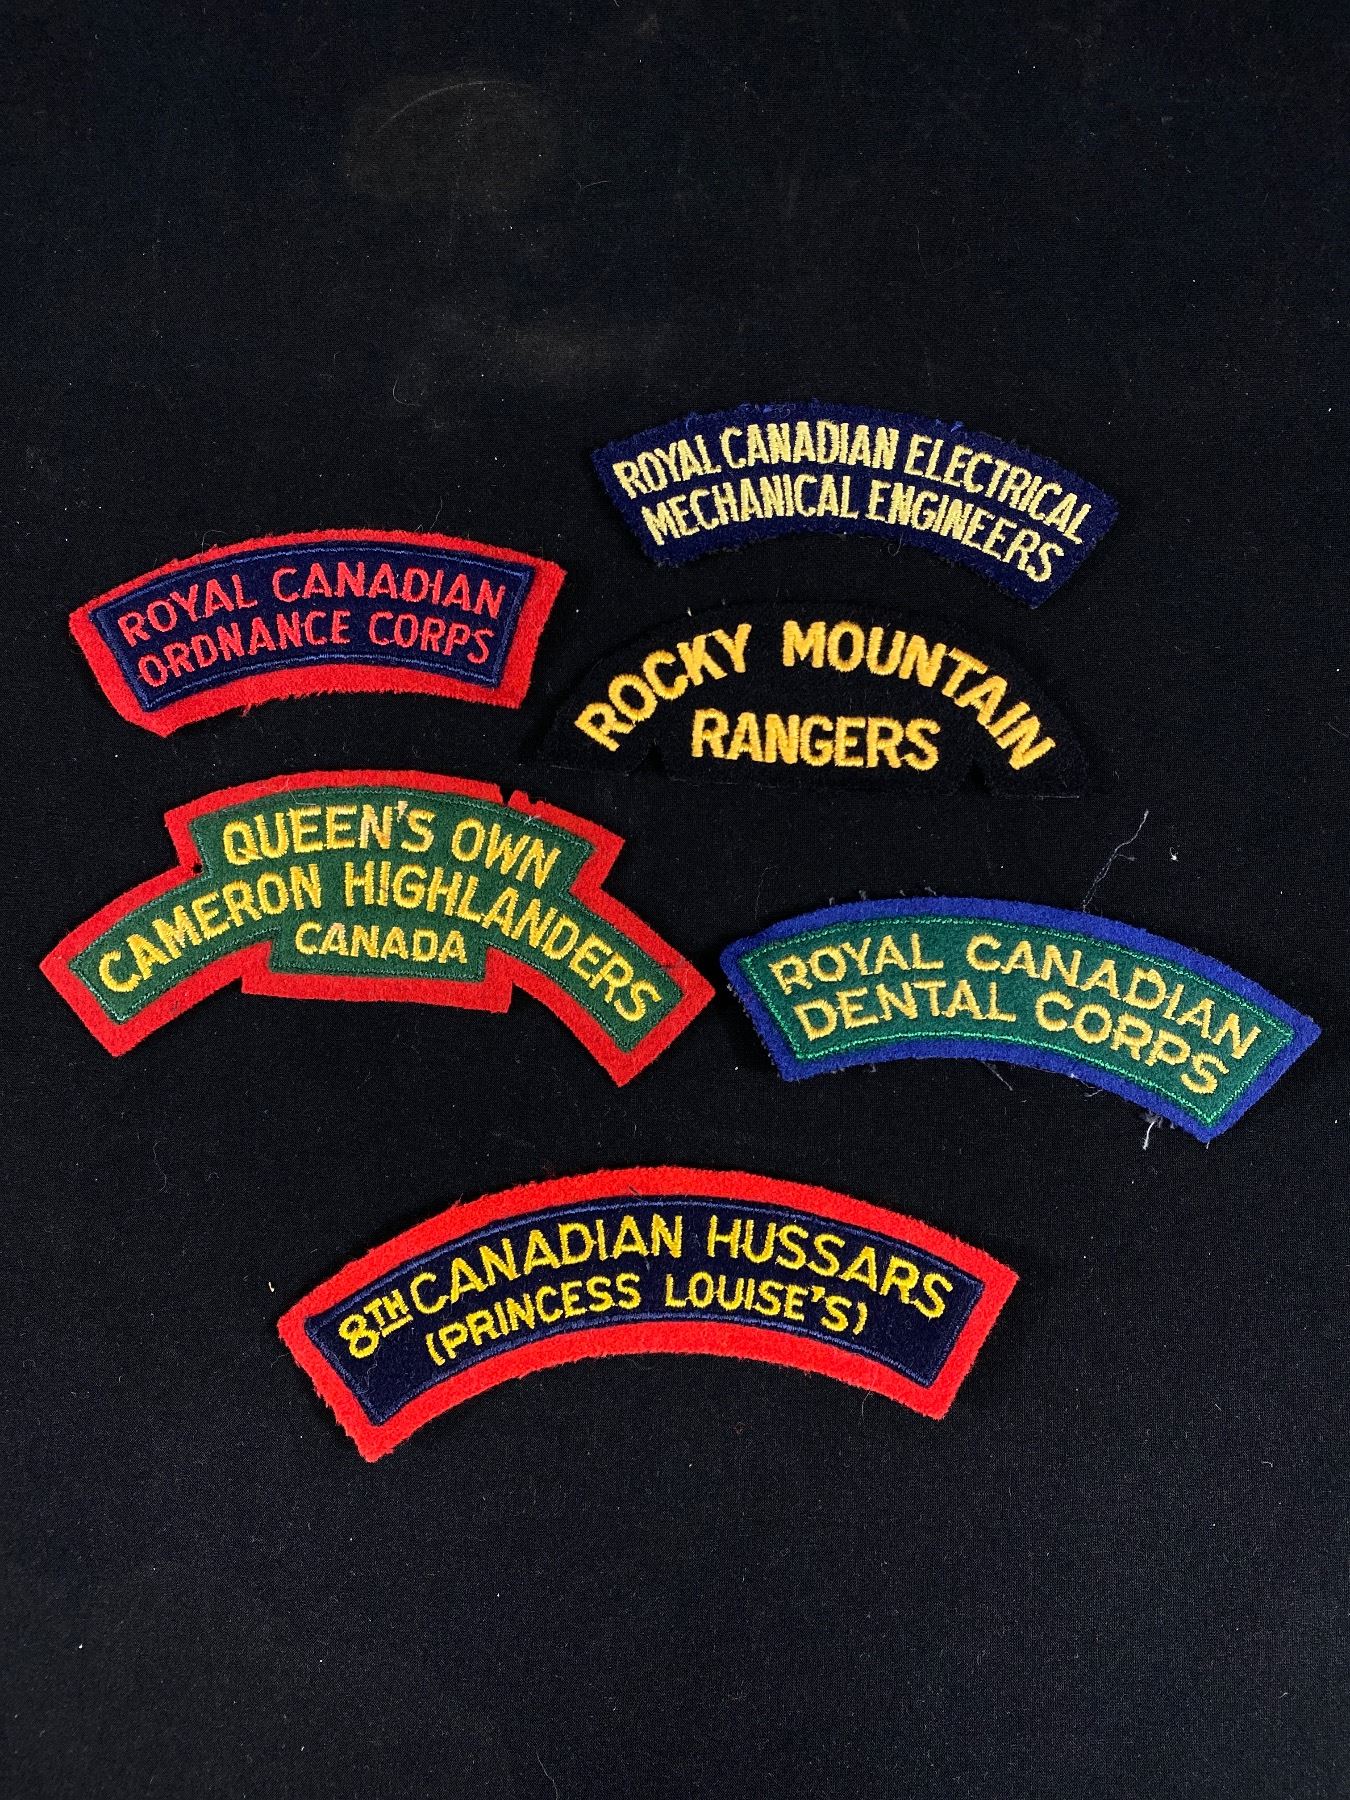 ROYAL CANADIAN ELECTRICAL
MECHANICAL ENGINEERS
ROYAL CANADIAN
ORDNANCE CORPS
ROCKY MOUNTAIN
RANGERS
QUEEN'S OWN
CAMERON HIGHLANDERS
CANADA
ROYAL CANADIAN
DENTAL CORPS
8TH CANADIAN HUSSARS
(PRINCESS LOUISE'S)